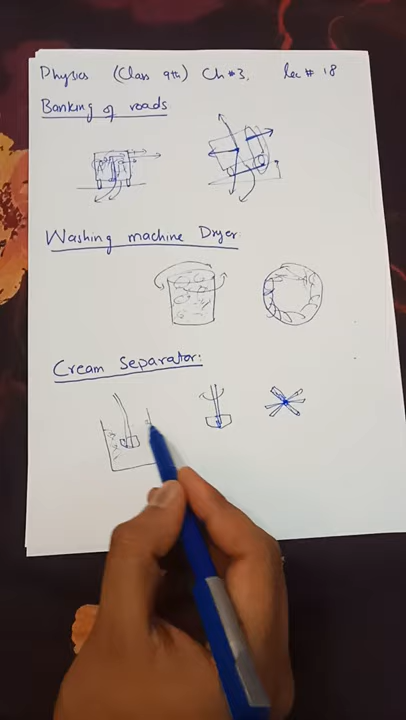 Physics (Class 9th) Ch # 3, lec # 18
Banking of roads
Washing machine Dryer:
Cream Separator: